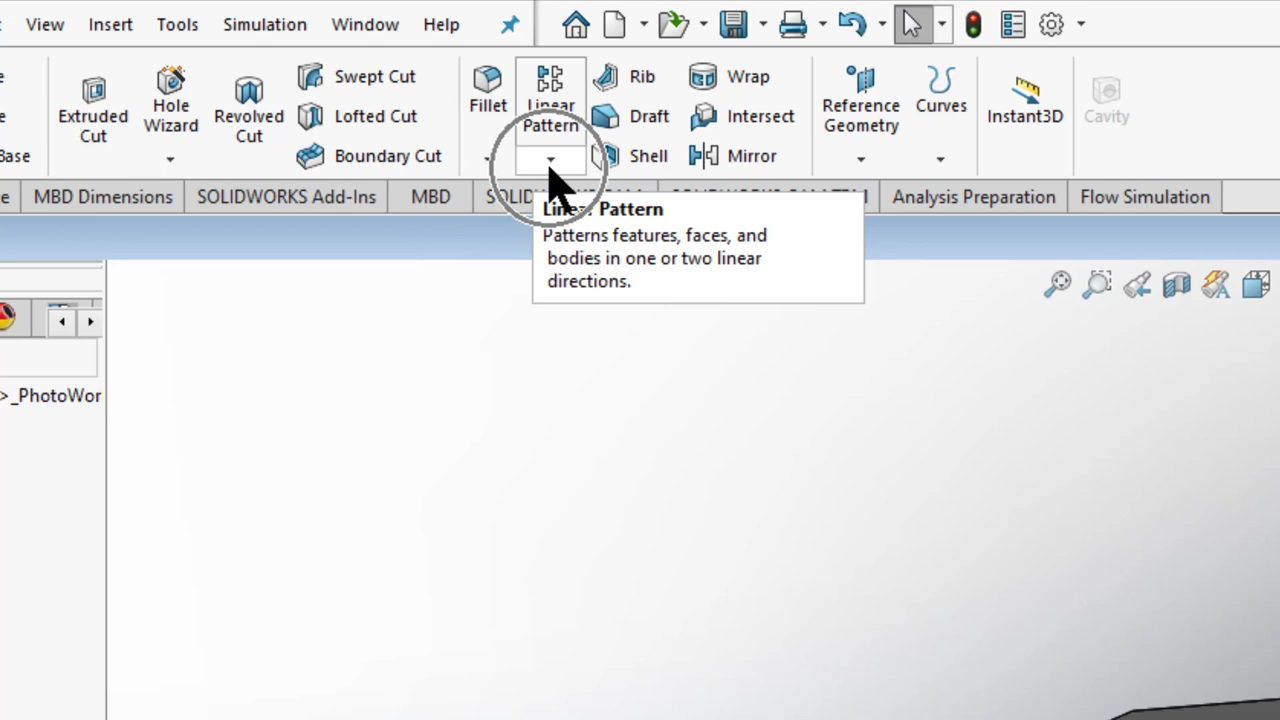 View Insert Tools Simulation Window Help
Extruded
Cut
Hole
Wizard
Revolved
Cut
Swept Cut
Lofted Cut
Boundary Cut
Fillet
Linear
Pattern
Rib
Draft
Shell
Wrap
Intersect
Mirror
Reference
Geometry
Curves
Instant3D
Cavity
e
e
Base
e MBD Dimensions SOLIDWORKS Add-Ins MBD Analysis Preparation Flow Simulation
Linear Pattern
Patterns features, faces, and
bodies in one or two linear
directions.
>_PhotoWor